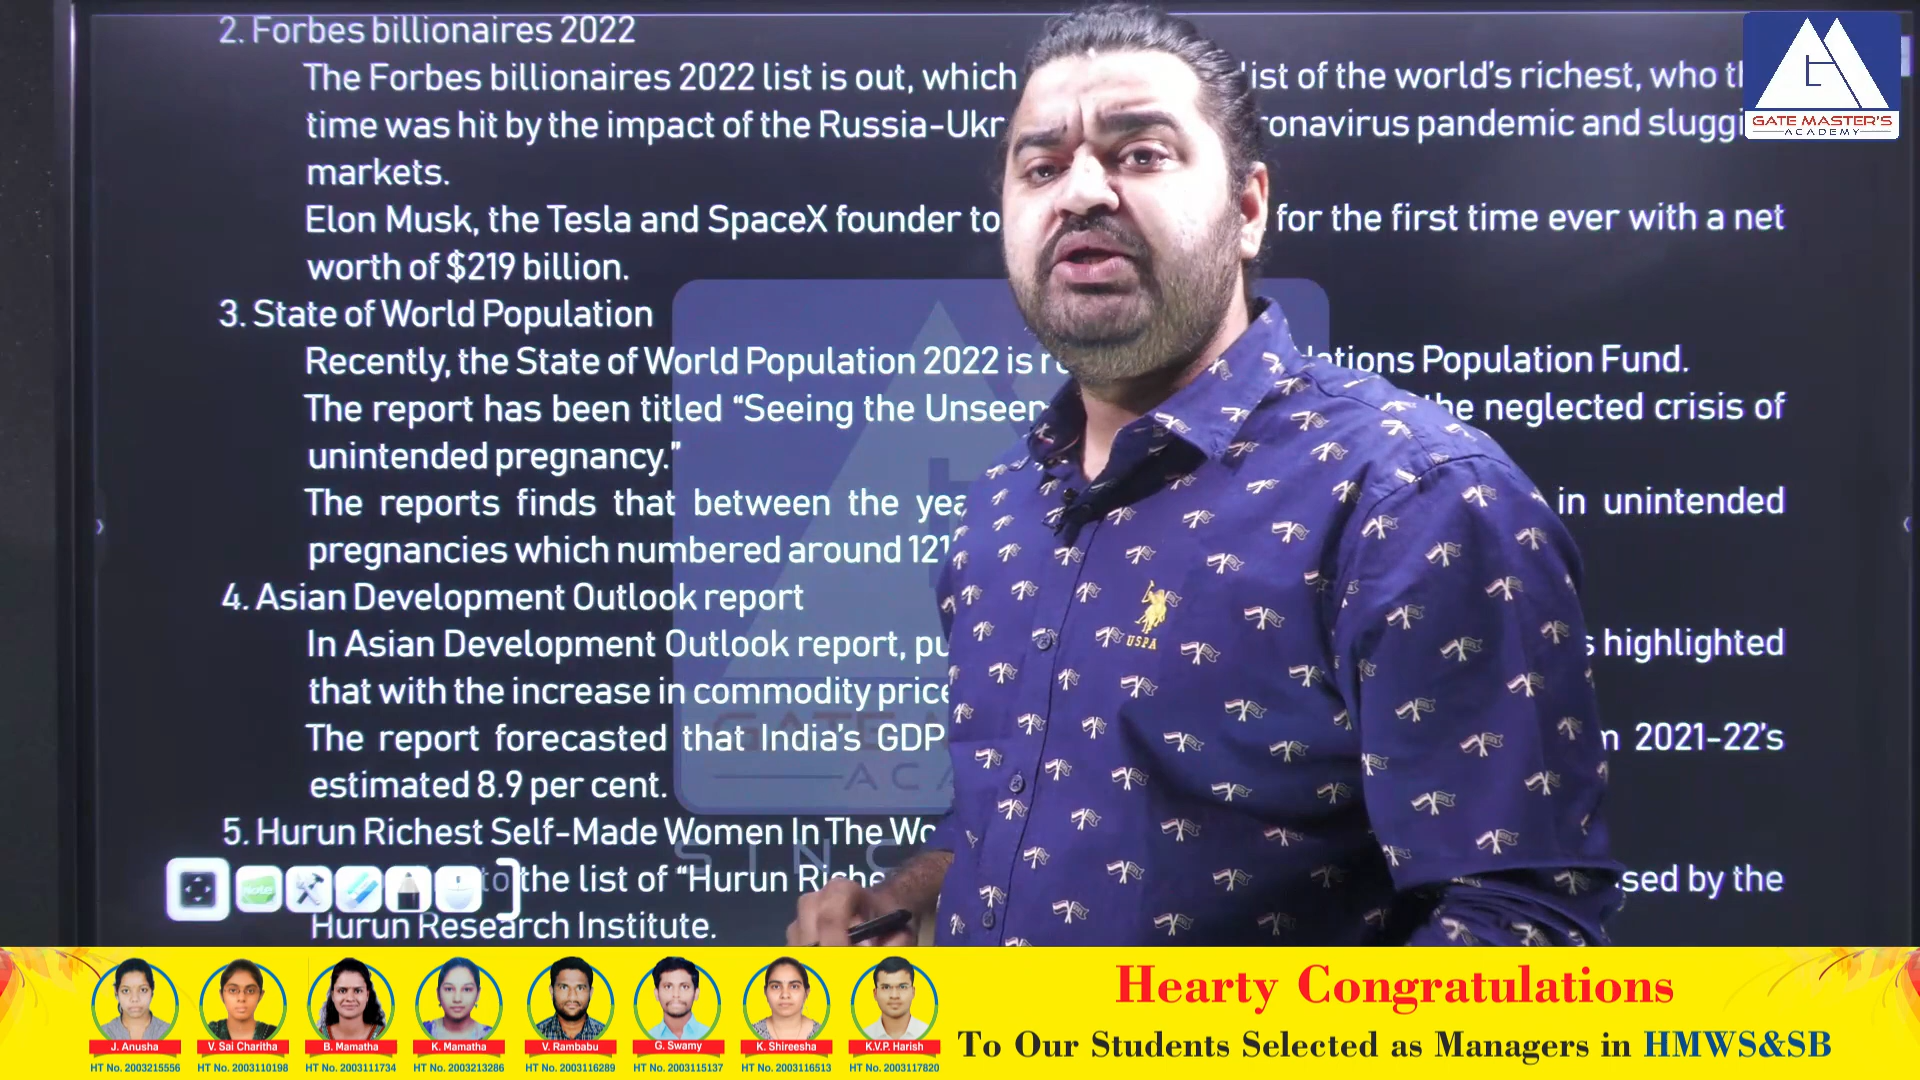 2. Forbes billionaires 2022
The Forbes billionaires 2022 list is out, which list of the world's richest, who
time was hit by the impact of the Russia-Ukr pandemic and
markets.
Elon Musk, the Tesla and SpaceX founder for the first time ever with a net
worth of $219 billion.
3. State of World Population
Recently, the State of World Population 2022 is Population Fund.
The report has been titled “Seeing the Unseen neglected crisis of
unintended pregnancy.”
The reports finds that between the in unintended
pregnancies which numbered around 121
4. Asian Development Outlook report
In Asian Development Outlook report, highlighted
that with the increase in commodity
The report forecasted that India's GDP 2021-22's
estimated 8.9 per cent.
5. Hurun Richest Self-Made Women In The
to the list of “Hurun by the
Hurun Research Institute.
GATE MASTER'S
ACADEMY
USPA
Note
Hearty Congratulations
To Our Students Selected as Managers in HMWS&SB
J. Anusha
HT No. 2003215556
V. Sai Charitha
HT No. 2003110198
B. Mamatha
HT No. 2003111734
K. Mamatha
HT No. 2003213286
V. Rambabu
HT No. 2003116289
G. Swamy
HT No. 2003115137
K. Shireesha
HT No. 2003116513
K.V.P. Harish
HT No. 2003117820